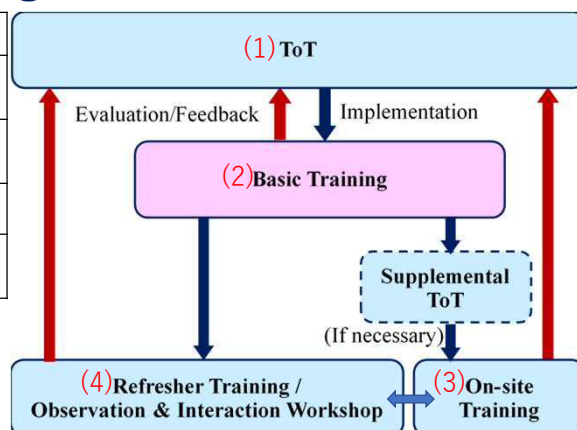 (1) ToT
Evaluation/Feedback
Implementation
(2) Basic Training
Supplemental
ToT
(If necessary)
(4) Refresher Training /
Observation & Interaction Workshop
(3) On-site
Training